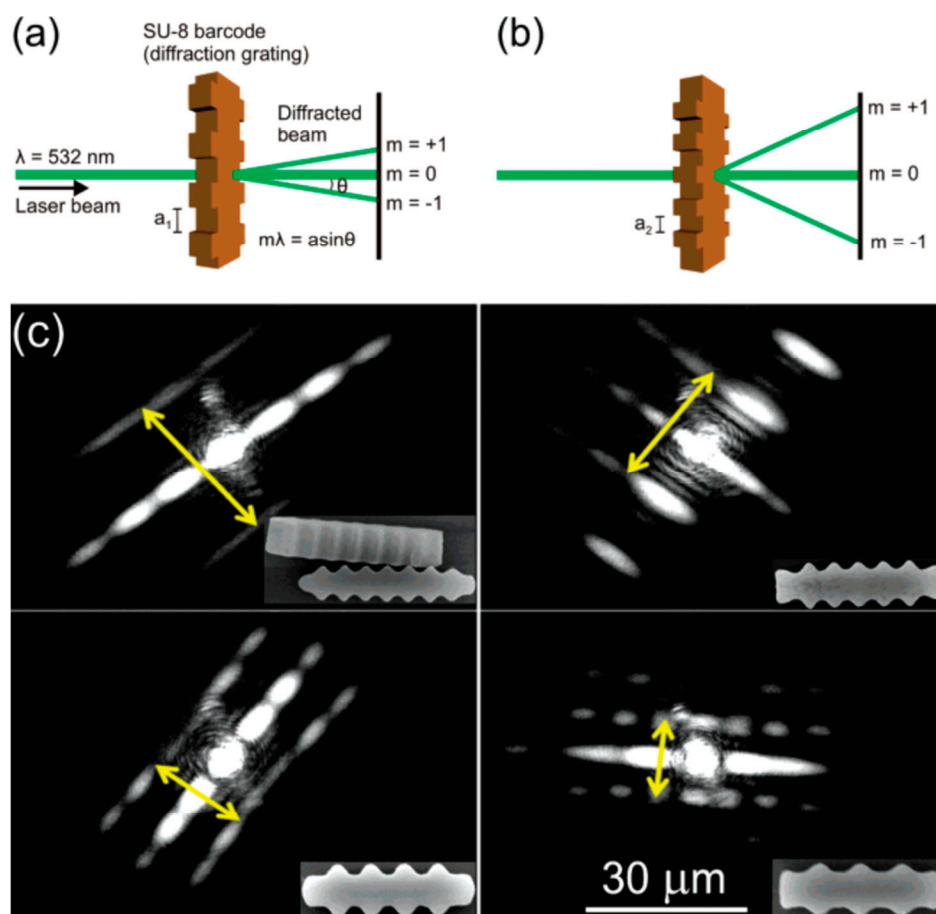 (a)
SU-8 barcode
(diffraction grating)
Diffracted
beam
λ = 532 nm
Laser beam
a₁
mλ = asinθ
θ
m = +1
m = 0
m = -1
(b)
a₂
m = +1
m = 0
m = -1
(c)
30 μm